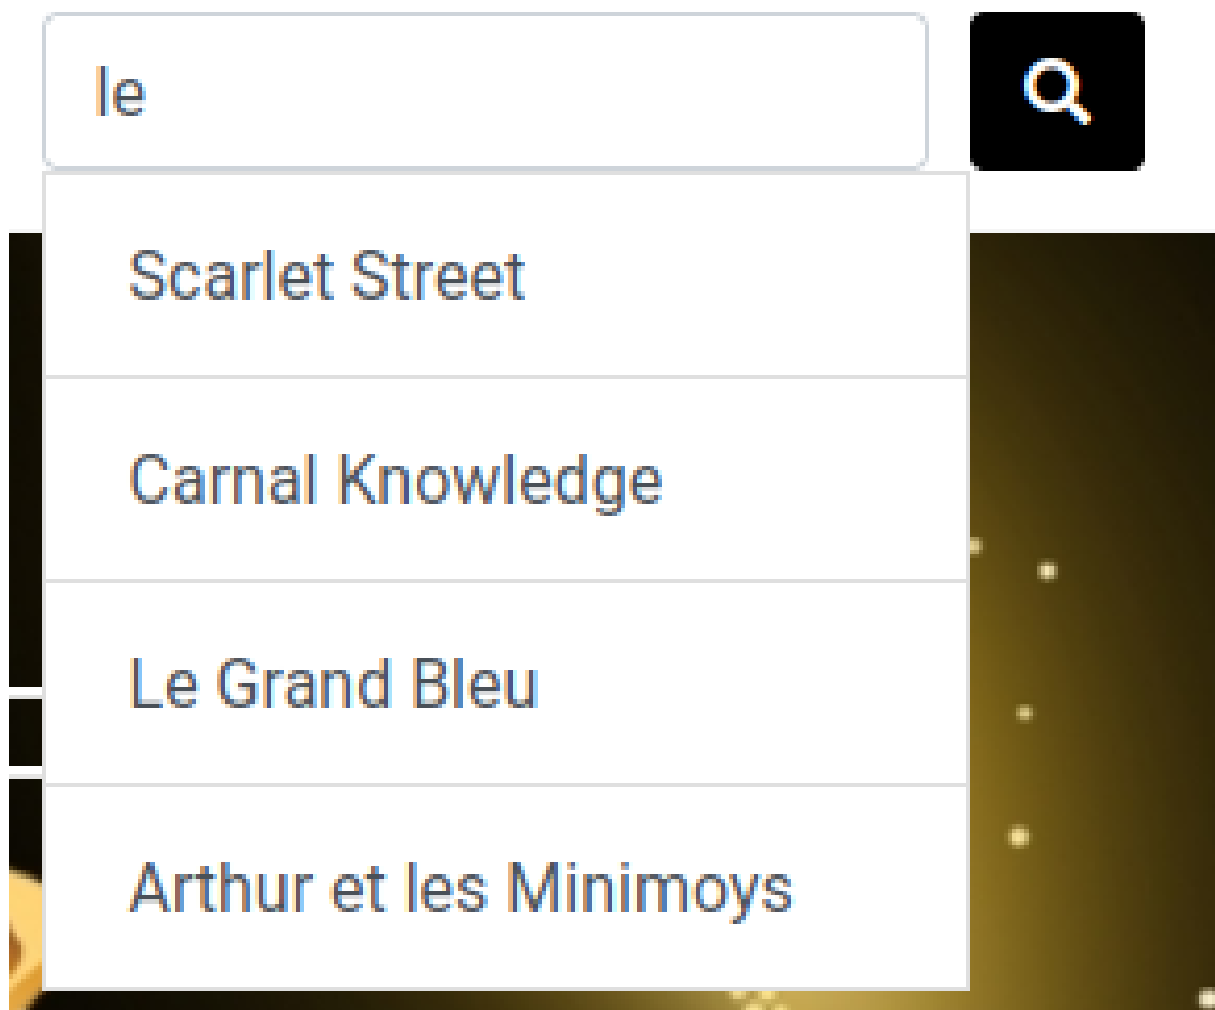 le
Scarlet Street
Carnal Knowledge
Le Grand Bleu
Arthur et les Minimoys